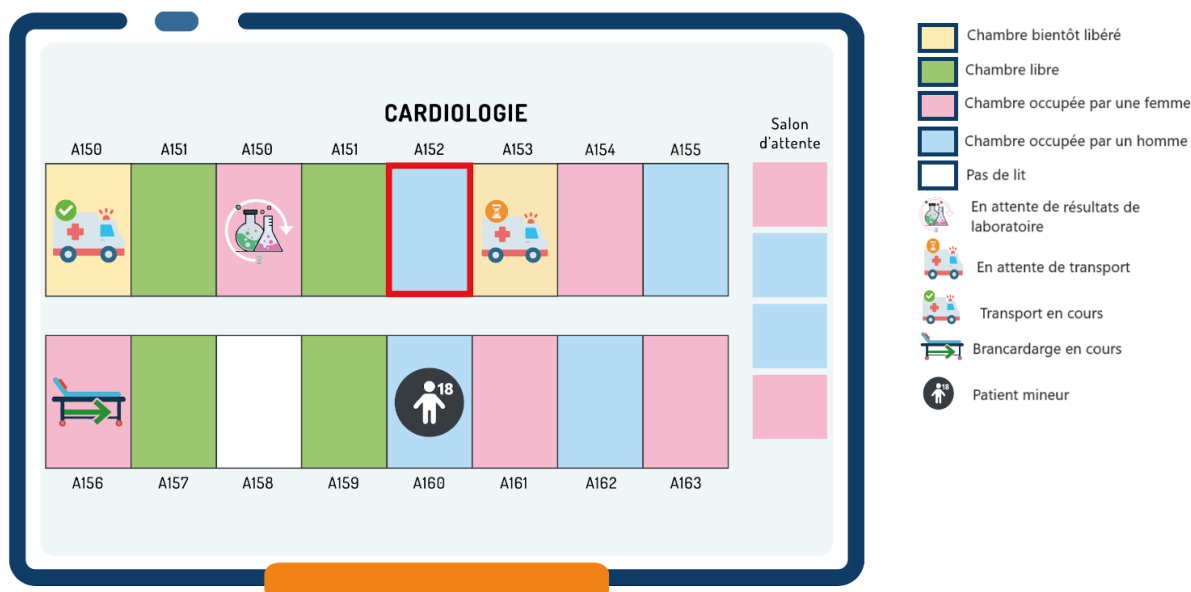 CARDIOLOGIE
Salon
d'attente
A150 A151 A150 A151 A152 A153 A154 A155
18
A156 A157 A158 A159 A160 A161 A162 A163
Chambre bientôt libéré
Chambre libre
Chambre occupée par une femme
Chambre occupée par un homme
Pas de lit
En attente de résultats de
laboratoire
En attente de transport
Transport en cours
Brancardarge en cours
18
Patient mineur